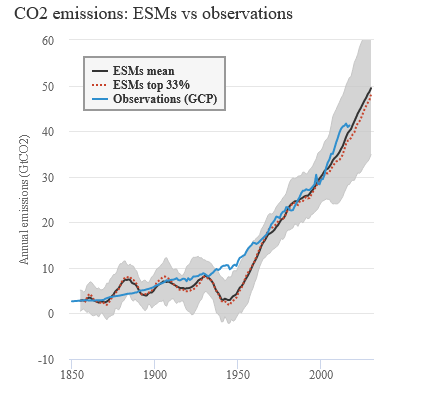 CO2 emissions: ESMs vs observations
60
ESMs mean
ESMs top 33%
Observations (GCP)
50
40
30
20
10
0
-10
Annual emissions (GtCO2)
1850
1900
1950
2000